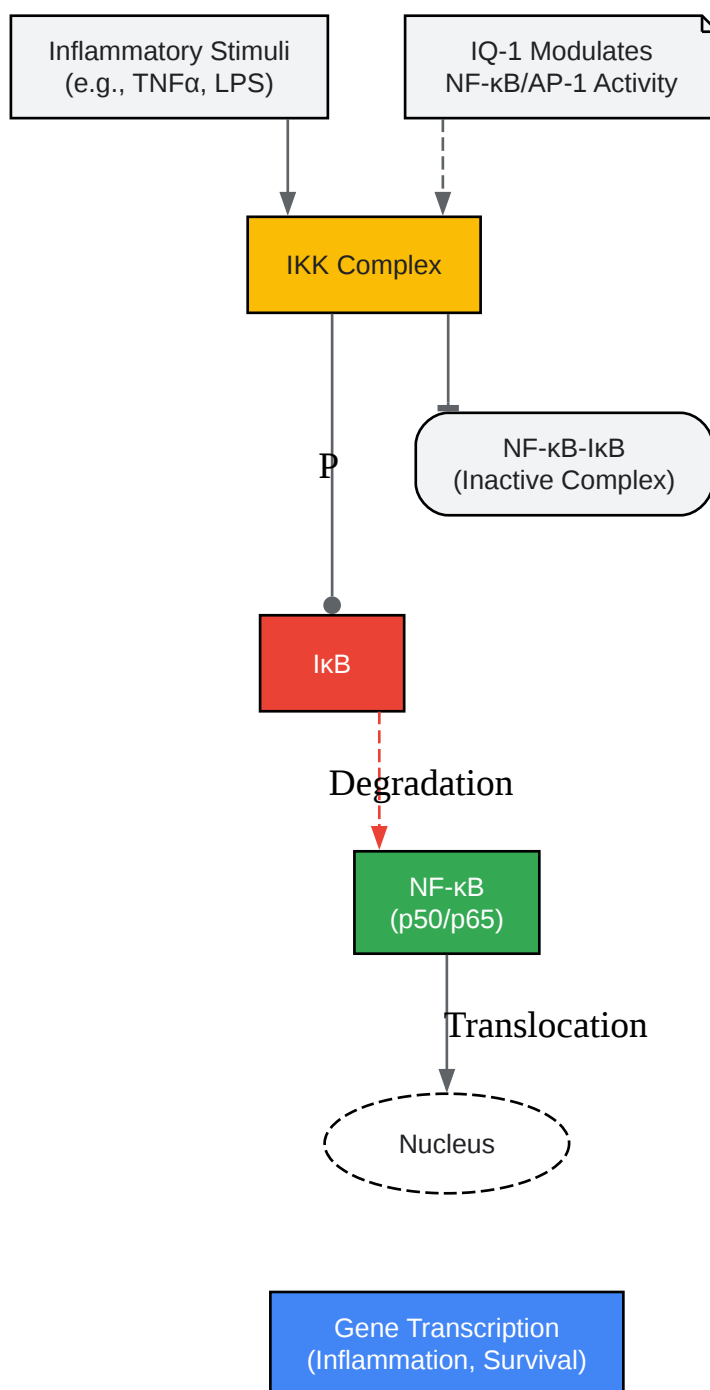 Inflammatory Stimuli
(e.g., TNFα, LPS)
IQ-1 Modulates
NF-κB/AP-1 Activity
IKK Complex
P
NF-κB-IκB
(Inactive Complex)
IκB
Degradation
NF-κB
(p50/p65)
Translocation
Nucleus
Gene Transcription
(Inflammation, Survival)